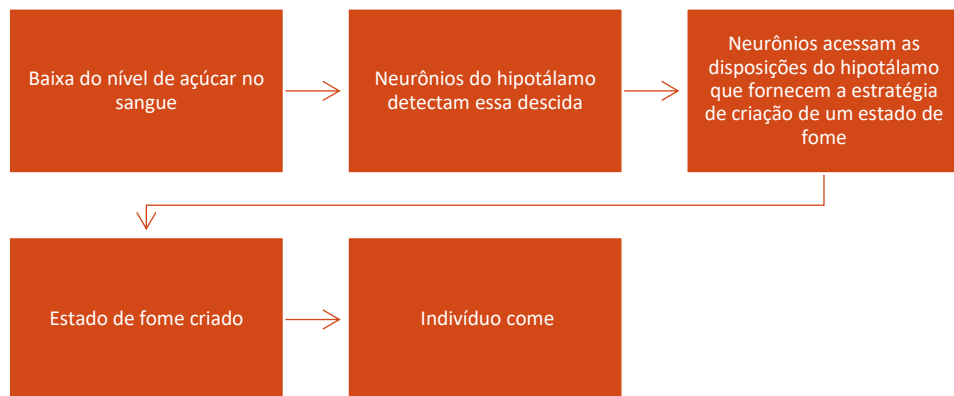 Baixa do nível de açúcar no
sangue
Neurônios do hipotálamo
detectam essa descida
Neurônios acessam as
disposições do hipotálamo
que fornecem a estratégia
de criação de um estado de
fome
Estado de fome criado
Indivíduo come